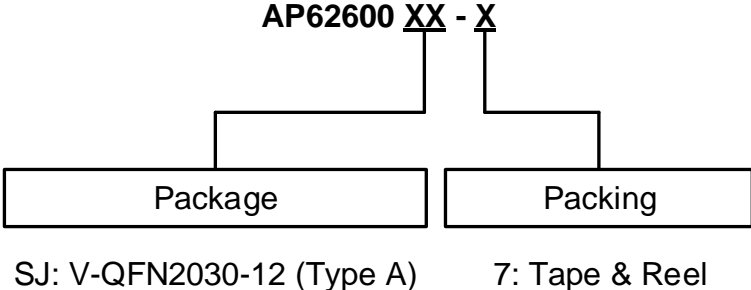 AP62600 XX - X
Package
Packing
SJ: V-QFN2030-12 (Type A)
7: Tape & Reel